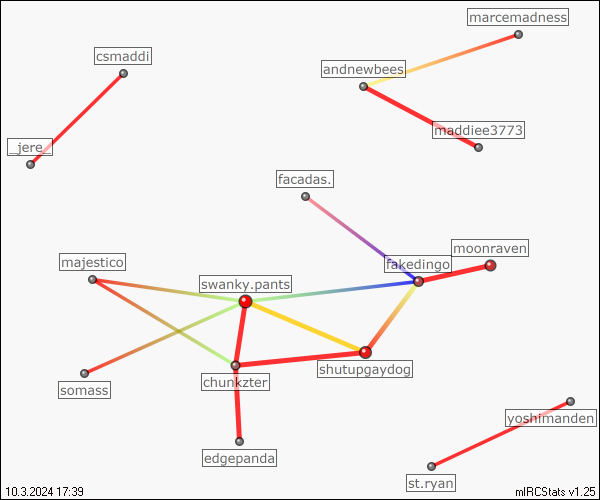 marcemadness
csmaddi
andnewbees
maddiee3773
_jere_
facadas.
moonraven
majestico
fakedingo
swanky.pants
shutupgaydog
chunkzter
somass
yoshimanden
edgepanda
st.ryan
10.3.2024 17:39
mIRCStats v1.25